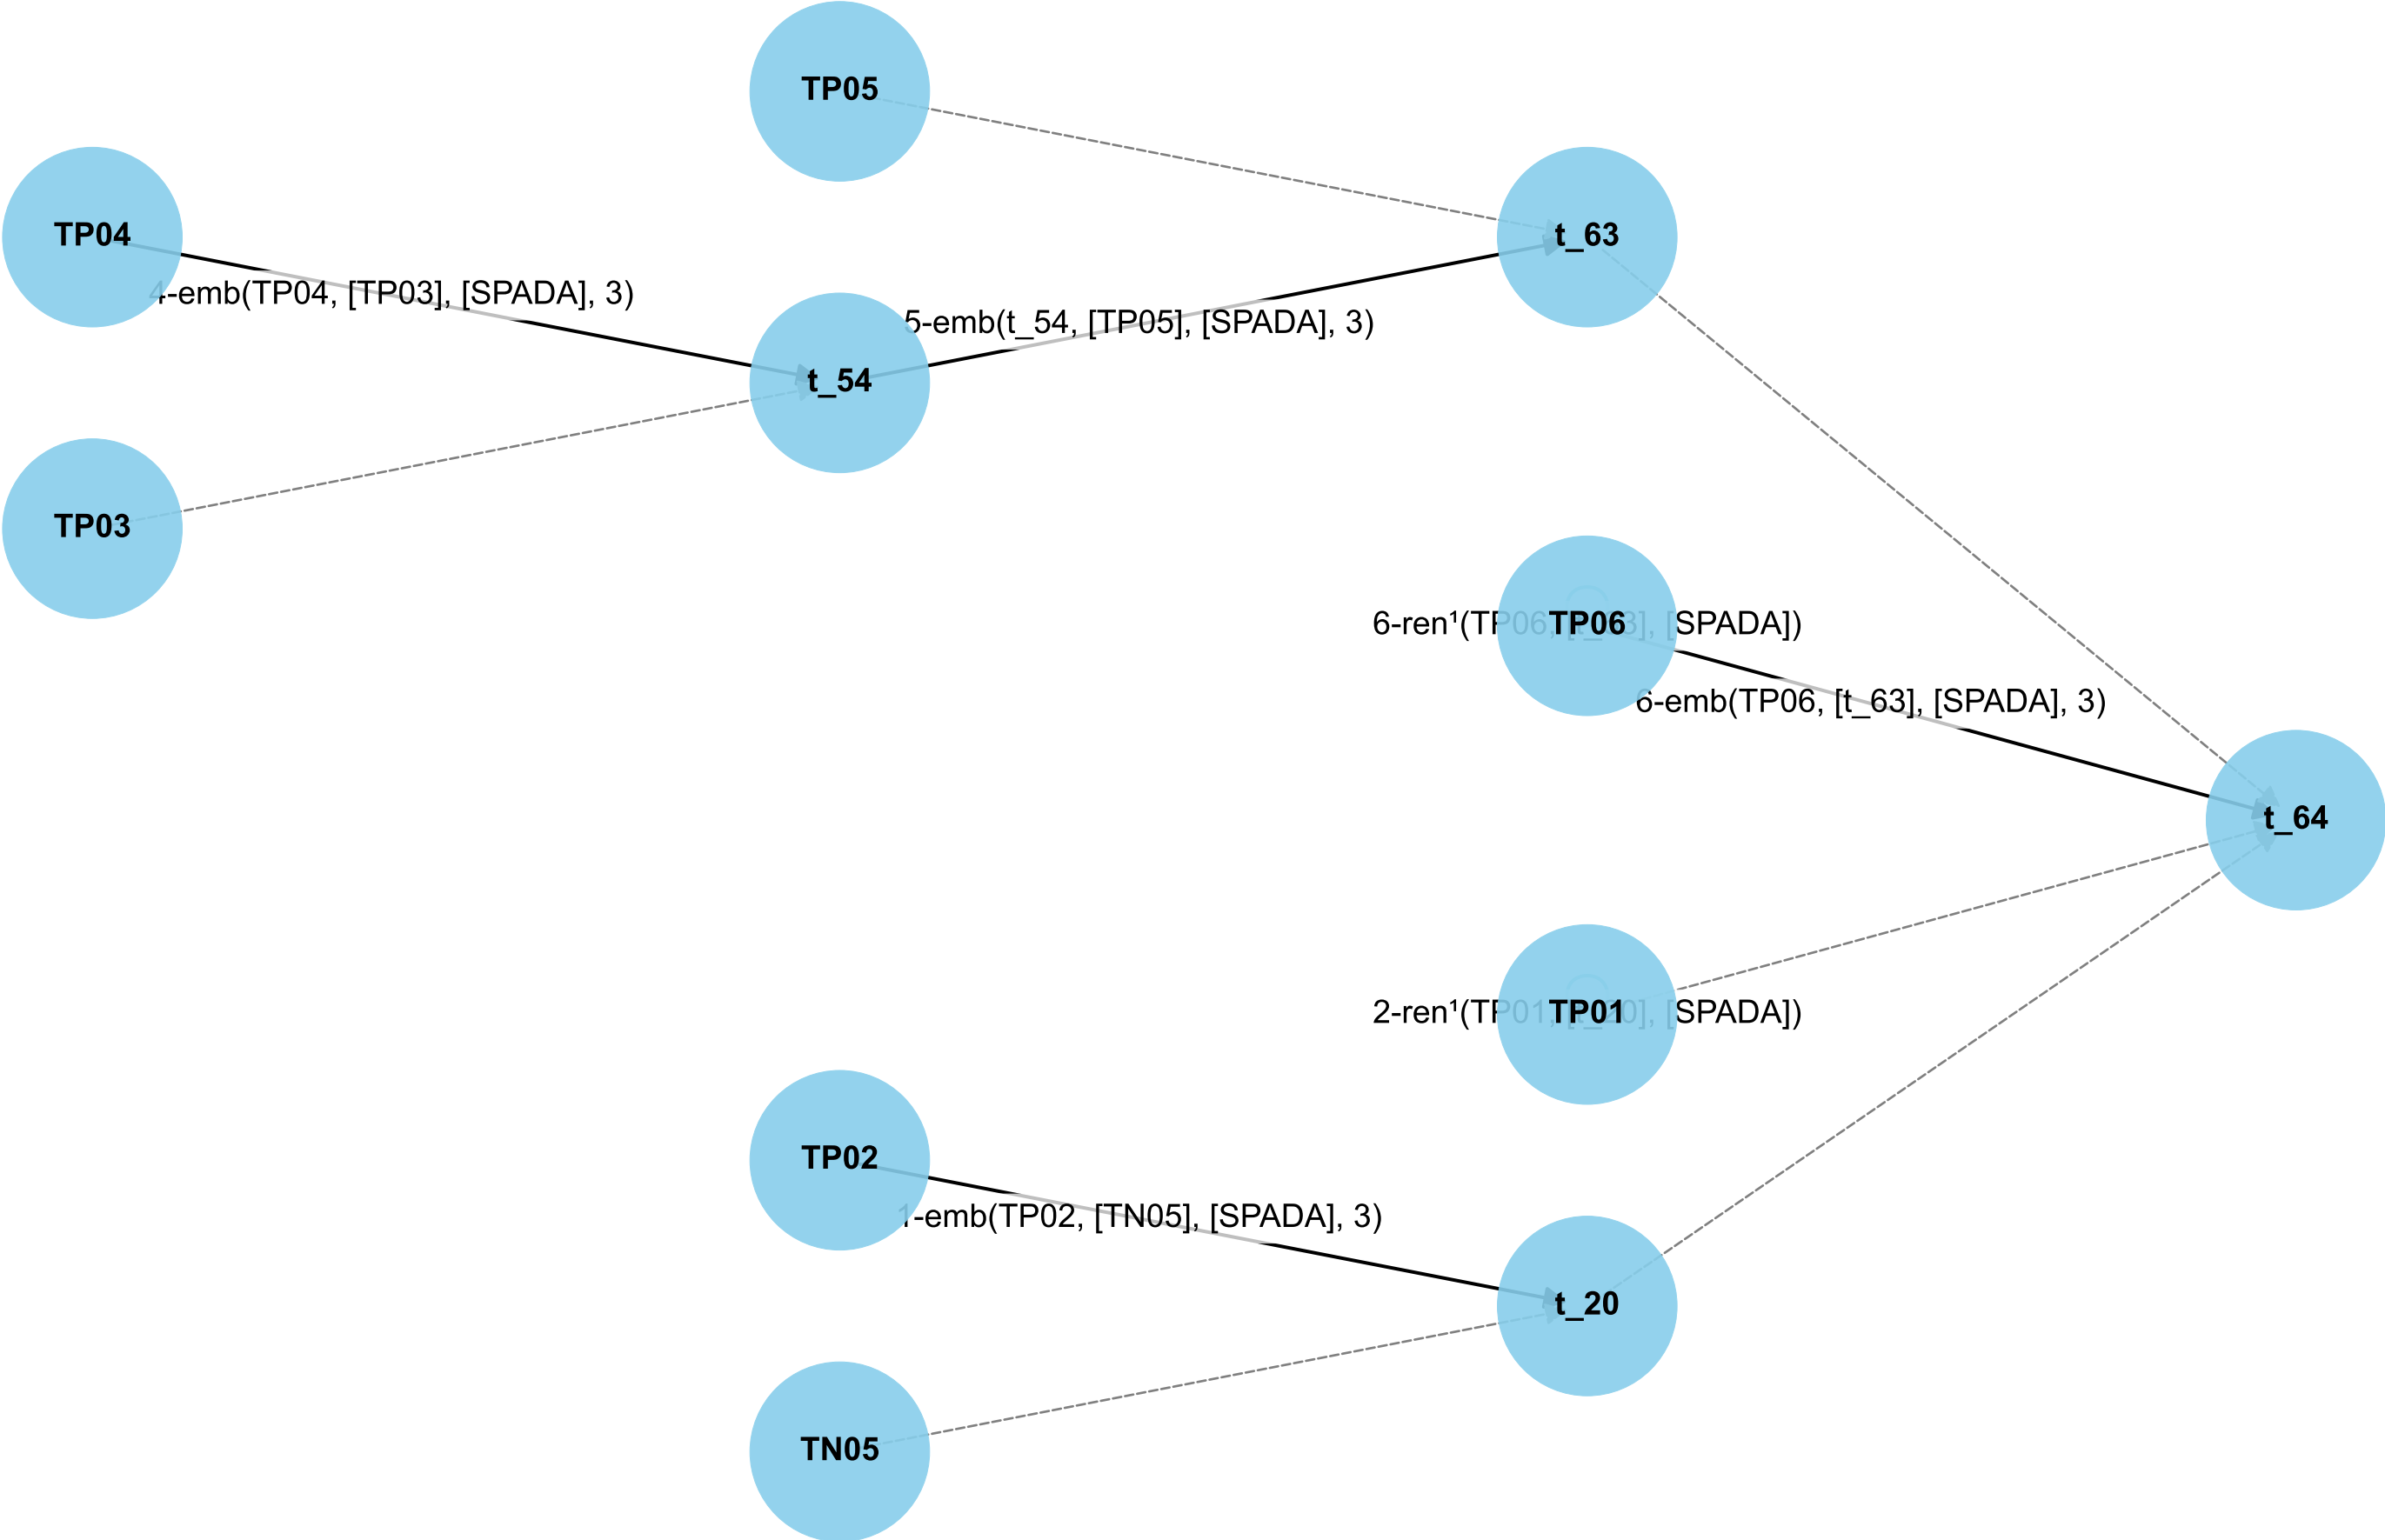 TP05
TP04
t_63
4-emb(TP04, [TP03], [SPADA], 3)
5-emb(t_54, [TP05], [SPADA], 3)
t_54
TP03
6-ren¹(TP06, [t_63], [SPADA])
TP06
6-emb(TP06, [t_63], [SPADA], 3)
t_64
2-ren¹(TP01, [t_20], [SPADA])
TP01
TP02
1-emb(TP02, [TN05], [SPADA], 3)
t_20
TN05